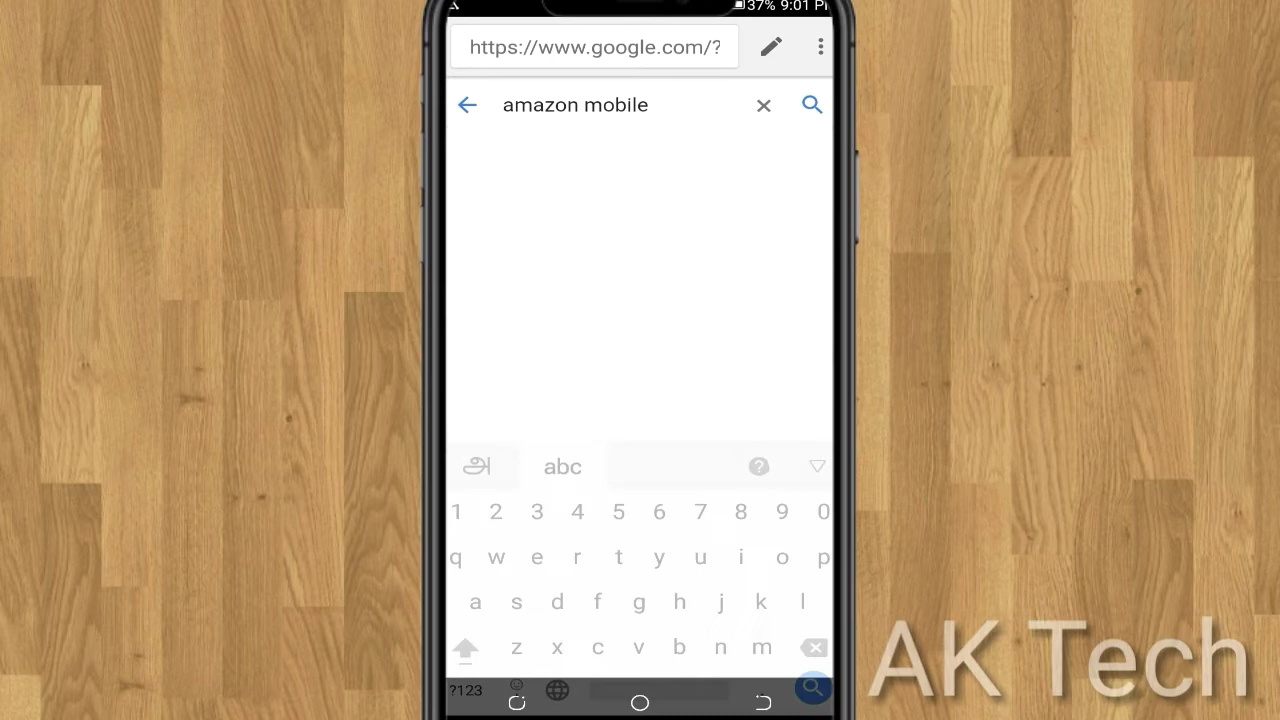 37% 9:01
https://www.google.com/?
amazon mobile
abc
1 2 3 4 5 6 7 8 9 0
q w e r t y u i o p
a s d f g h j k l
z x c v b n m
?123
AK Tech